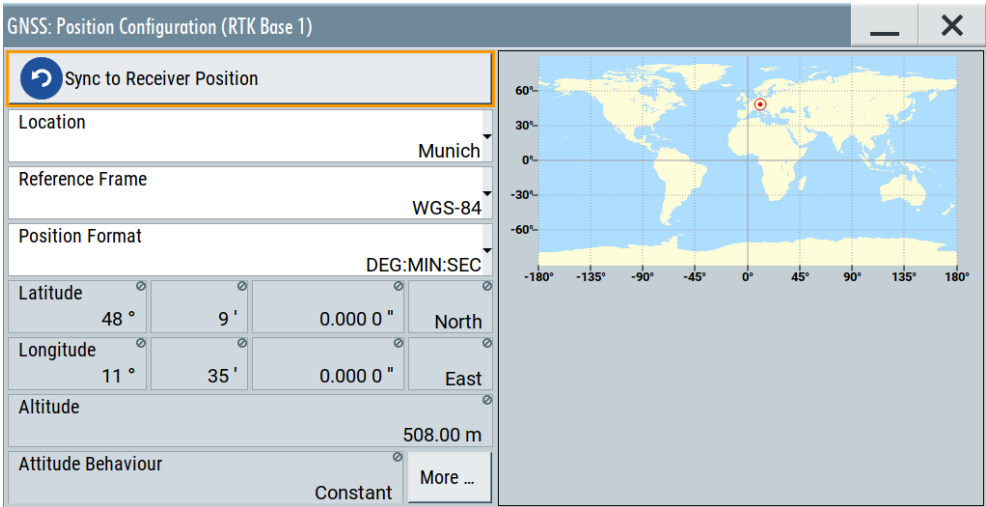 GNSS: Position Configuration (RTK Base 1)
Sync to Receiver Position
Location
Munich
Reference Frame
WGS-84
Position Format
DEG:MIN:SEC
Latitude
48 ° 9 ' 0.000 0 " North
Longitude
11 ° 35 ' 0.000 0 " East
Altitude
508.00 m
Attitude Behaviour
Constant
More ...
60°
30°
0°
-30°
-60°
-180° -135° -90° -45° 0° 45° 90° 135° 180°